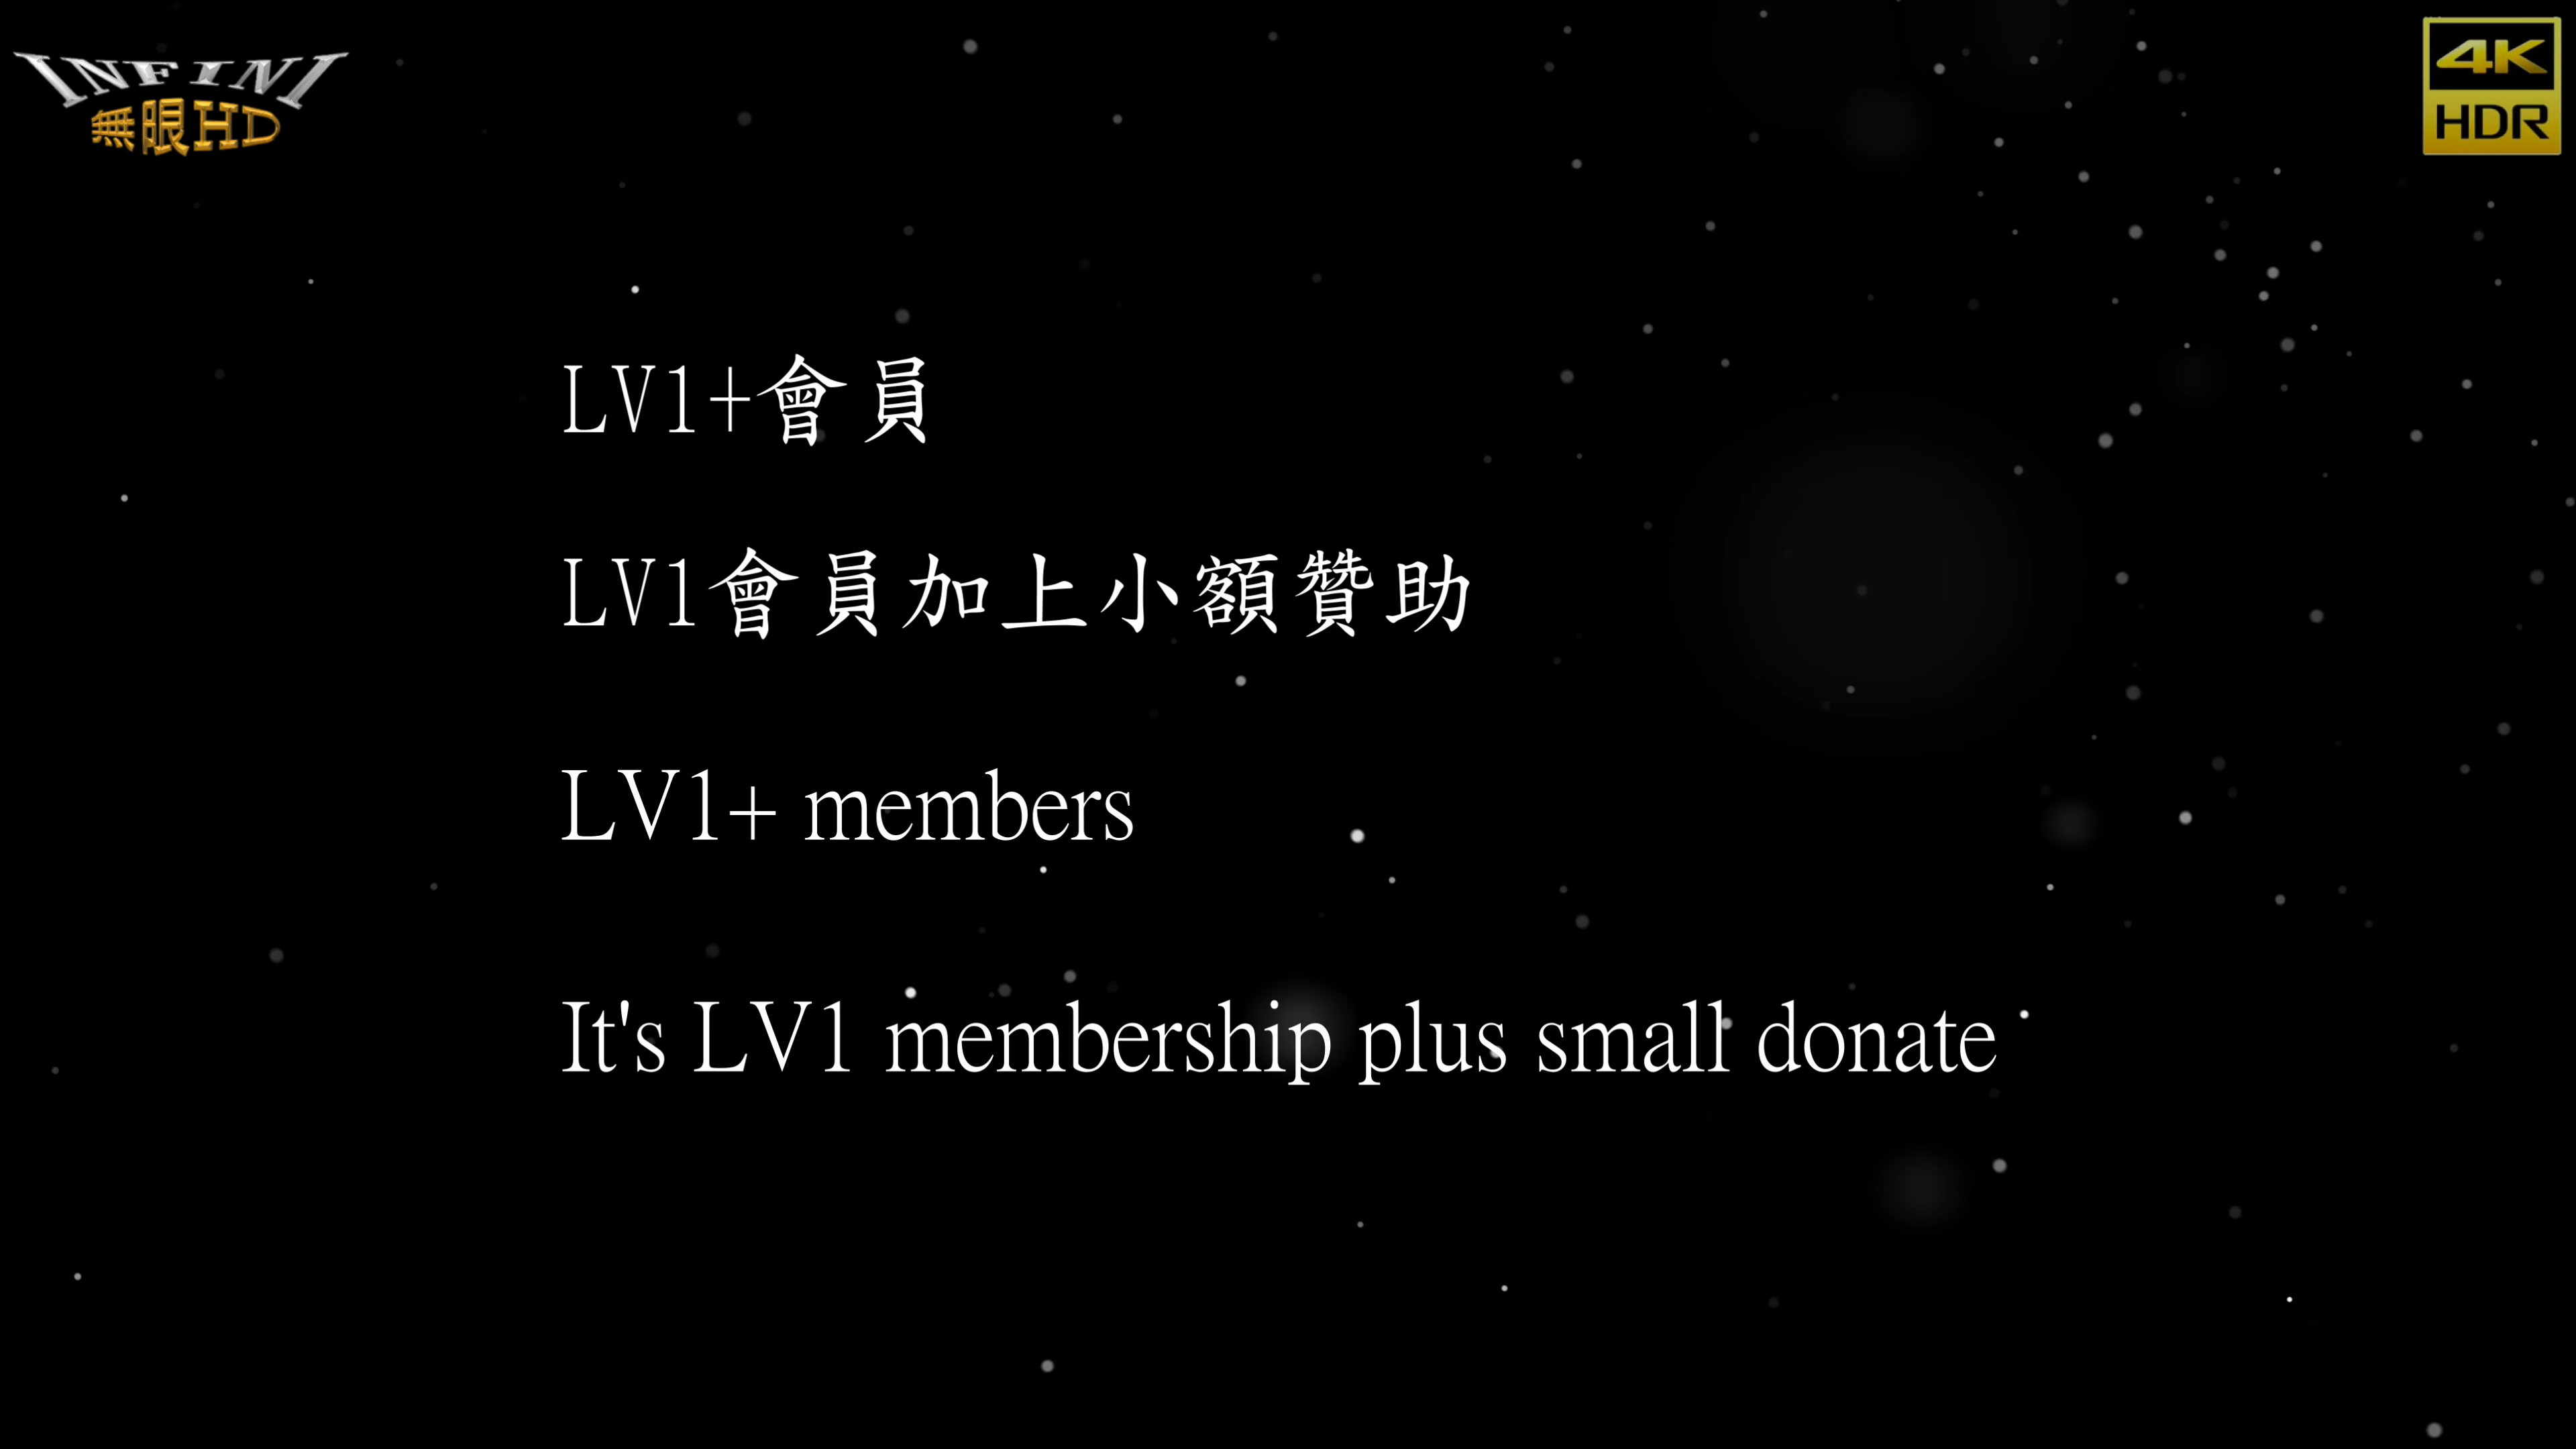 INFINI
無限HD
4K
HDR
LV1+會員
LV1會員加上小額贊助
LV1+ members
It's LV1 membership plus small donate